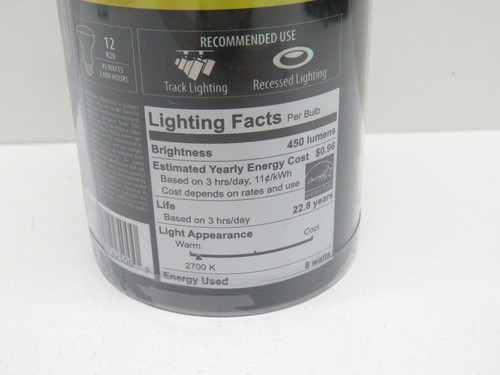 12
R20
45 WATTS
RECOMMENDED USE
Track Lighting
Recessed Lighting
Lighting Facts Per Bulb
Brightness 450 lumens
Estimated Yearly Energy Cost $0.96
Based on 3 hrs/day, 11¢/kWh
Cost depends on rates and use
Life 22.8 years
Based on 3 hrs/day
Light Appearance
Warm Cool
2700 K
Energy Used 8 watts